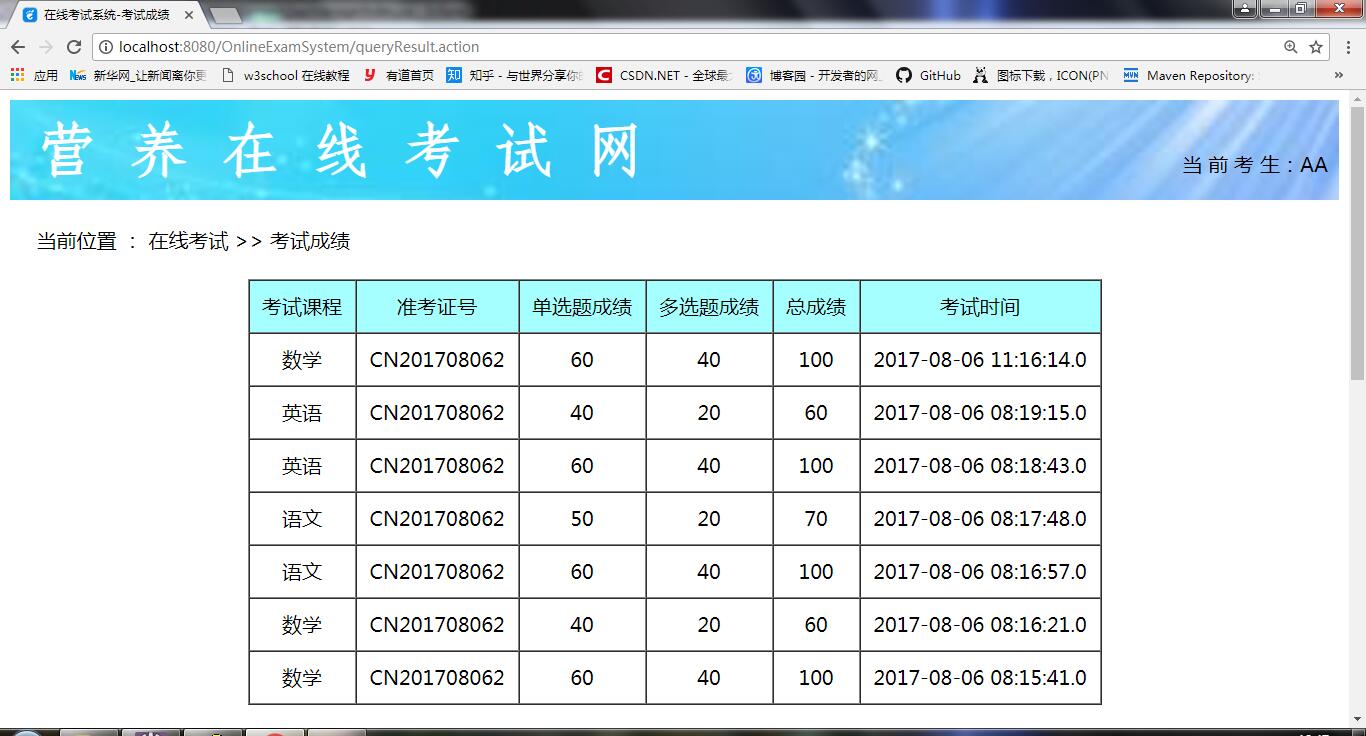 在线考试系统-考试成绩
localhost:8080/OnlineExamSystem/queryResult.action
应用 新华网_让新闻离你更 w3school 在线教程 有道首页 知乎 - 与世界分享你 CSDN.NET - 全球最 博客园 - 开发者的网 GitHub 图标下载，ICON(PN Maven Repository: »
营养在线考试网
当前考生：AA
当前位置 ： 在线考试 >> 考试成绩
考试课程 准考证号 单选题成绩 多选题成绩 总成绩 考试时间
数学 CN201708062 60 40 100 2017-08-06 11:16:14.0
英语 CN201708062 40 20 60 2017-08-06 08:19:15.0
英语 CN201708062 60 40 100 2017-08-06 08:18:43.0
语文 CN201708062 50 20 70 2017-08-06 08:17:48.0
语文 CN201708062 60 40 100 2017-08-06 08:16:57.0
数学 CN201708062 40 20 60 2017-08-06 08:16:21.0
数学 CN201708062 60 40 100 2017-08-06 08:15:41.0